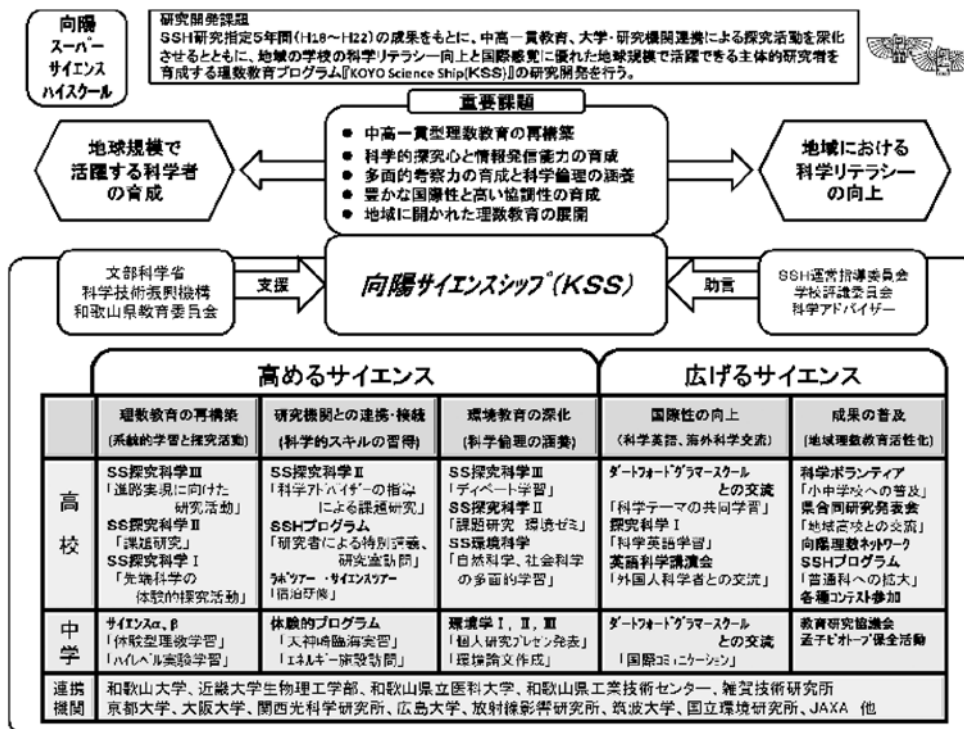 向陽
スーパー
サイエンス
ハイスクール
研究開発課題
SSH研究指定5年間(H18~H22)の成果をもとに、中高一貫教育、大学・研究機関連携による探究活動を深化
させるとともに、地域の学校の科学リテラシー向上と国際感覚に優れた地球規模で活躍できる主体的研究者を
育成する理数教育プログラム『KOYO Science Ship(KSS)』の研究開発を行う。
重要課題
● 中高一貫型理数教育の再構築
● 科学的探究心と情報発信能力の育成
● 多面的考察力の育成と科学倫理の涵養
● 豊かな国際性と高い協調性の育成
● 地域に開かれた理数教育の展開
地球規模で
活躍する科学者
の育成
地域における
科学リテラシー
の向上
文部科学省
科学技術振興機構
和歌山県教育委員会
支援
向陽サイエンスシップ(KSS)
助言
SSH運営指導委員会
学校評議委員会
科学アドバイザー
高めるサイエンス
広げるサイエンス
理数教育の再構築
(系統的学習と探究活動)
研究機関との連携・接続
(科学的スキルの習得)
環境教育の深化
(科学倫理の涵養)
国際性の向上
(科学英語、海外科学交流)
成果の普及
(地域理数教育活性化)
高校
SS探究科学Ⅲ
「進路実現に向けた
研究活動」
SS探究科学Ⅱ
「課題研究」
SS探究科学Ⅰ
「先端科学の
体験的探究活動」
SS探究科学Ⅱ
「科学アドバイザーの指導
による課題研究」
SSHプログラム
「研究者による特別講義、
研究室訪問」
ラボツアー・サイエンスツアー
「宿泊研修」
SS探究科学Ⅲ
「ディベート学習」
SS探究科学Ⅱ
「課題研究 環境ゼミ」
SS環境科学
「自然科学、社会科学
の多面的学習」
ダートフォードグラマースクール
との交流
「科学テーマの共同学習」
探究科学Ⅰ
「科学英語学習」
英語科学講演会
「外国人科学者との交流」
科学ボランティア
「小中学校への普及」
県合同研究発表会
「地域高校との交流」
向陽理数ネットワーク
SSHプログラム
「普通科への拡大」
各種コンテスト参加
中学
サイエンスα、β
「体験型理数学習」
「ハイレベル実験学習」
体験的プログラム
「天神崎臨海実習」
「エネルギー施設訪問」
環境学Ⅰ,Ⅱ,Ⅲ
「個人研究プレゼン発表」
「環境論文作成」
ダートフォードグラマースクール
との交流
「国際コミュニケーション」
教育研究協議会
孟子ビオトープ保全活動
連携
機関
和歌山大学、近畿大学生物理工学部、和歌山県立医科大学、和歌山県工業技術センター、雑賀技術研究所
京都大学、大阪大学、関西光科学研究所、広島大学、放射線影響研究所、筑波大学、国立環境研究所、JAXA 他